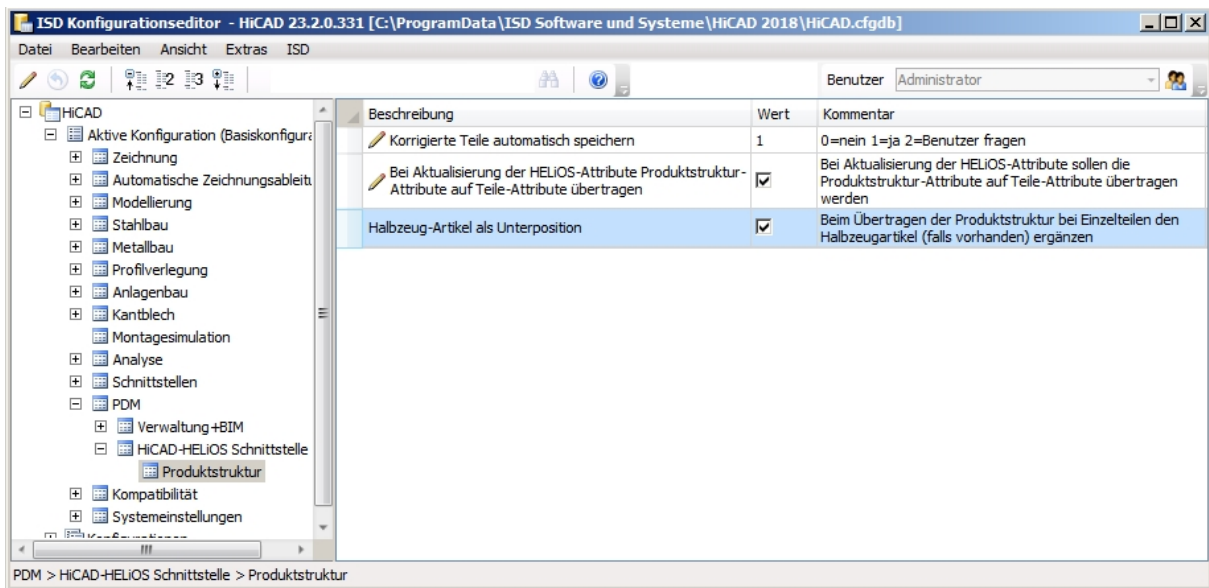 ISD Konfigurationseditor - HiCAD 23.2.0.331 [C:\ProgramData\ISD Software und Systeme\HiCAD 2018\HiCAD.cfgdb]
Datei Bearbeiten Ansicht Extras ISD
2 3
Benutzer Administrator
HiCAD
Aktive Konfiguration (Basiskonfigura
Zeichnung
Automatische Zeichnungsableitu
Modellierung
Stahlbau
Metallbau
Profilverlegung
Anlagenbau
Kantblech
Montagesimulation
Analyse
Schnittstellen
PDM
Verwaltung+BIM
HiCAD-HELiOS Schnittstelle
Produktstruktur
Kompatibilität
Systemeinstellungen
Konfigurationen
Beschreibung Wert Kommentar
Korrigierte Teile automatisch speichern 1 0=nein 1=ja 2=Benutzer fragen
Bei Aktualisierung der HELiOS-Attribute Produktstruktur-
Attribute auf Teile-Attribute übertragen
Bei Aktualisierung der HELiOS-Attribute sollen die
Produktstruktur-Attribute auf Teile-Attribute übertragen
werden
Halbzeug-Artikel als Unterposition
Beim Übertragen der Produktstruktur bei Einzelteilen den
Halbzeugartikel (falls vorhanden) ergänzen
PDM > HiCAD-HELiOS Schnittstelle > Produktstruktur